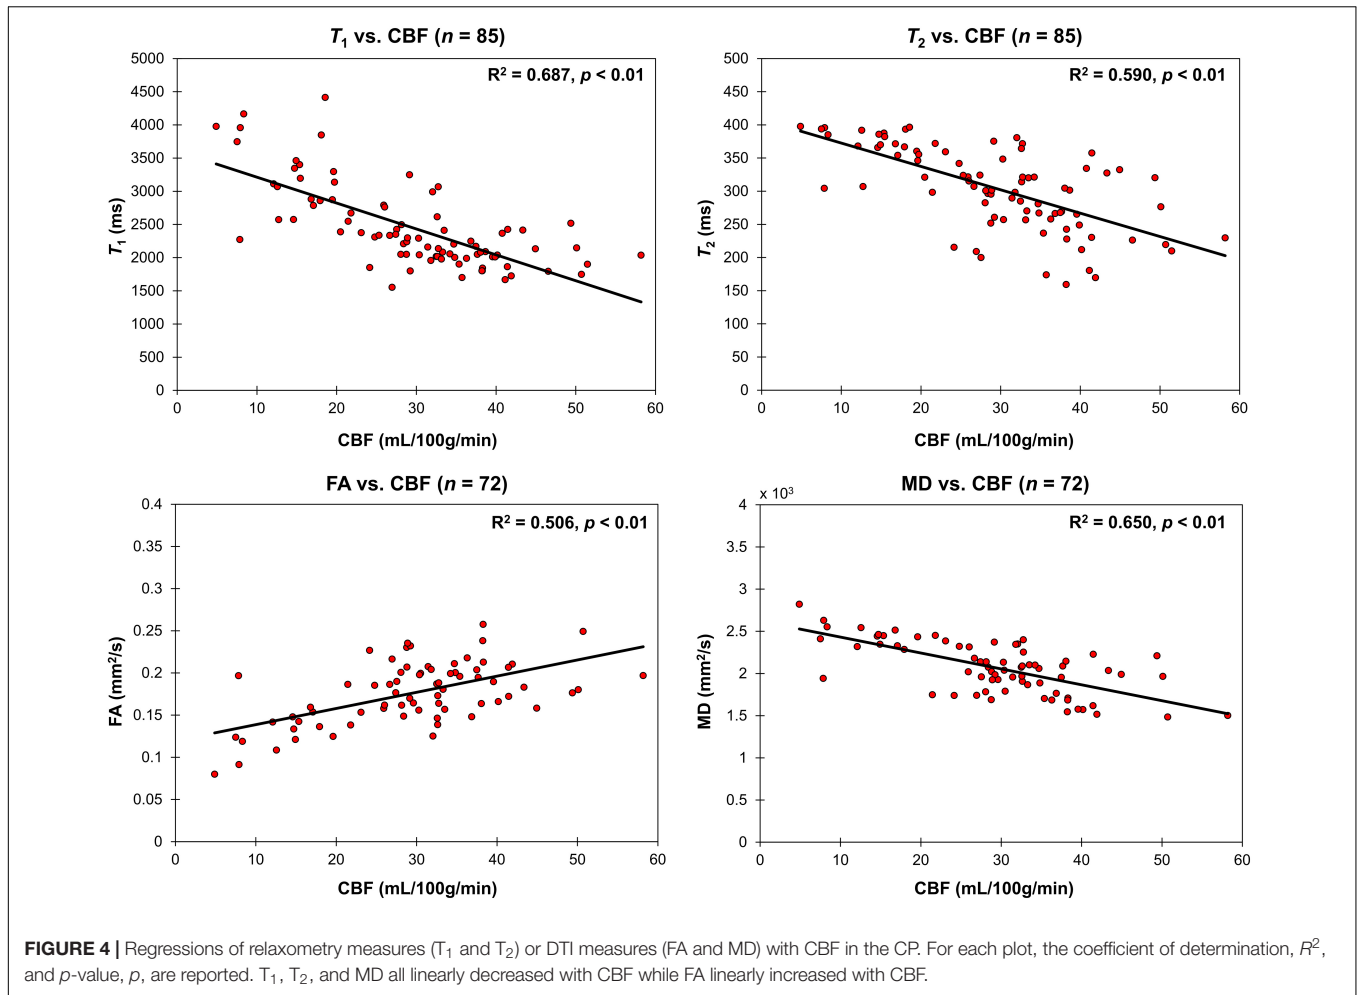 T1 vs. CBF (n = 85)
R2 = 0.687, p < 0.01
5000
4500
4000
3500
3000
2500
2000
1500
1000
500
0
T1 (ms)
0 10 20 30 40 50 60
CBF (mL/100g/min)
T2 vs. CBF (n = 85)
R2 = 0.590, p < 0.01
500
450
400
350
300
250
200
150
100
50
0
T2 (ms)
0 10 20 30 40 50 60
CBF (mL/100g/min)
FA vs. CBF (n = 72)
R2 = 0.506, p < 0.01
0.4
0.35
0.3
0.25
0.2
0.15
0.1
0.05
0
FA (mm2/s)
0 10 20 30 40 50 60
CBF (mL/100g/min)
MD vs. CBF (n = 72)
x 103
R2 = 0.650, p < 0.01
4
3.5
3
2.5
2
1.5
1
0.5
0
MD (mm2/s)
0 10 20 30 40 50 60
CBF (mL/100g/min)
FIGURE 4 | Regressions of relaxometry measures (T1 and T2) or DTI measures (FA and MD) with CBF in the CP. For each plot, the coefficient of determination, R2,
and p-value, p, are reported. T1, T2, and MD all linearly decreased with CBF while FA linearly increased with CBF.